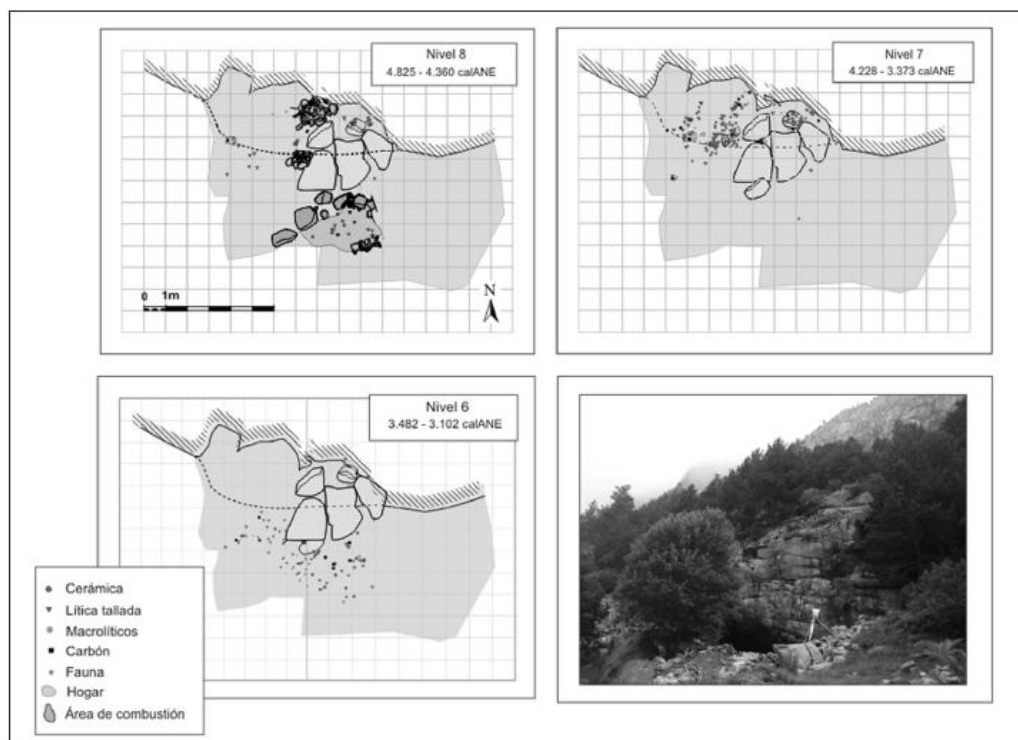 Nivel 8
4.825 - 4.360 calANE
Nivel 7
4.228 - 3.373 calANE
0 1m
N
Nivel 6
3.482 - 3.102 calANE
Cerámica
Lítica tallada
Macrolíticos
Carbón
Fauna
Hogar
Área de combustión